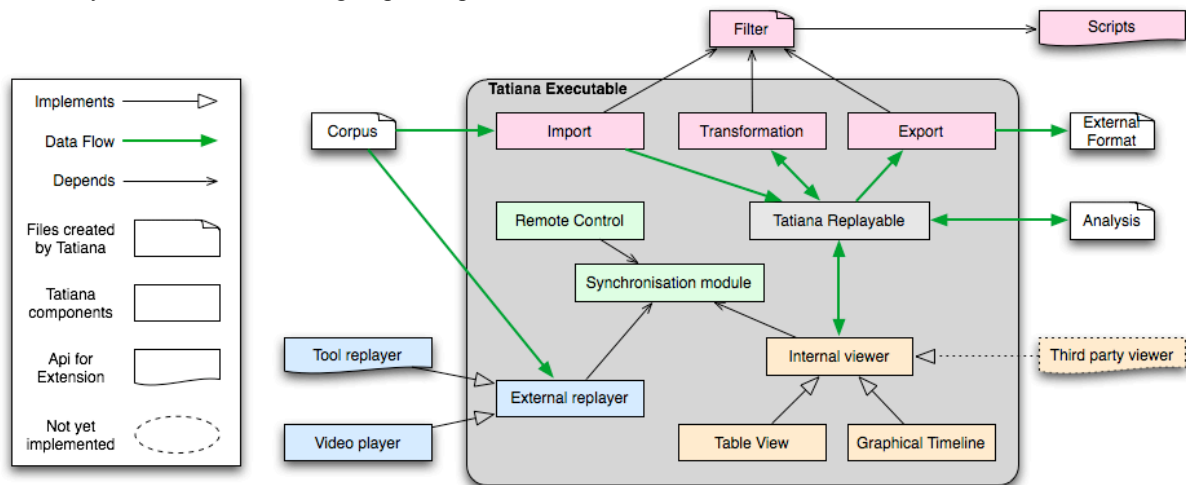 Filter
Scripts
Tatiana Executable
Implements
Data Flow
Depends
Files created
by Tatiana
Tatiana
components
Api for
Extension
Not yet
implemented
Corpus
Import
Transformation
Export
External
Format
Remote Control
Tatiana Replayable
Analysis
Synchronisation module
Tool replayer
Internal viewer
Third party viewer
External replayer
Video player
Table View
Graphical Timeline